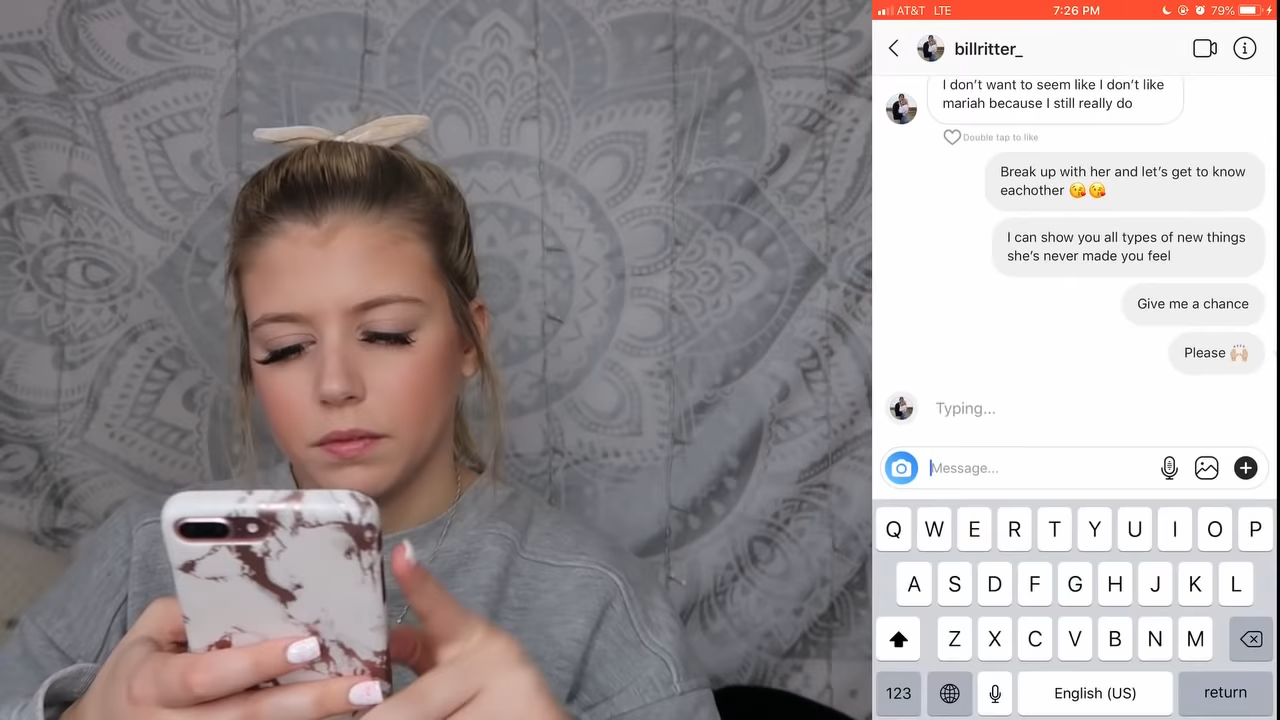 AT&T LTE 7:26 PM 79%
billritter_
I don't want to seem like I don't like
mariah because I still really do
Double tap to like
Break up with her and let's get to know
eachother 😘😘
I can show you all types of new things
she's never made you feel
Give me a chance
Please 🙌🏼
Typing...
Message...
Q W E R T Y U I O P
A S D F G H J K L
Z X C V B N M
123 English (US) return